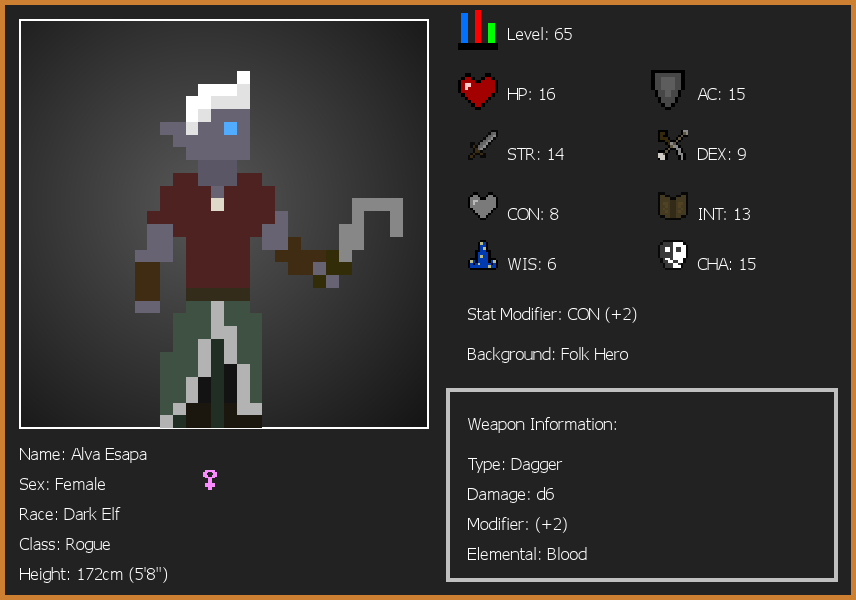 Level: 65
HP: 16
AC: 15
STR: 14
DEX: 9
CON: 8
INT: 13
WIS: 6
CHA: 15
Stat Modifier: CON (+2)
Background: Folk Hero
Weapon Information:
Type: Dagger
Damage: d6
Modifier: (+2)
Elemental: Blood
Name: Alva Esapa
Sex: Female
Race: Dark Elf
Class: Rogue
Height: 172cm (5'8")